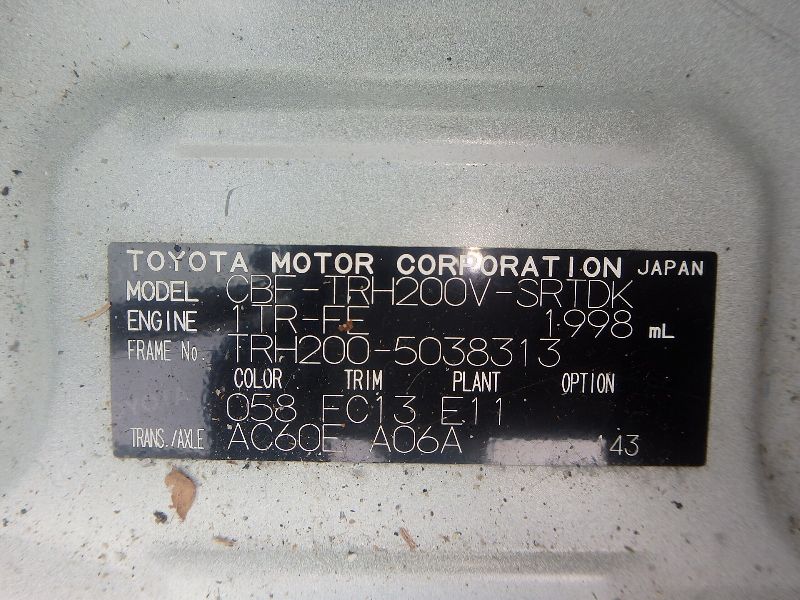 TOYOTA MOTOR CORPORATION JAPAN
MODEL CBF-TRH200V-SRTDK
ENGINE 1TR-FE 1998 mL
FRAME No. TRH200-5038313
COLOR TRIM PLANT OPTION
058 FC13 E11
TRANS./AXLE AC60E A06A 143